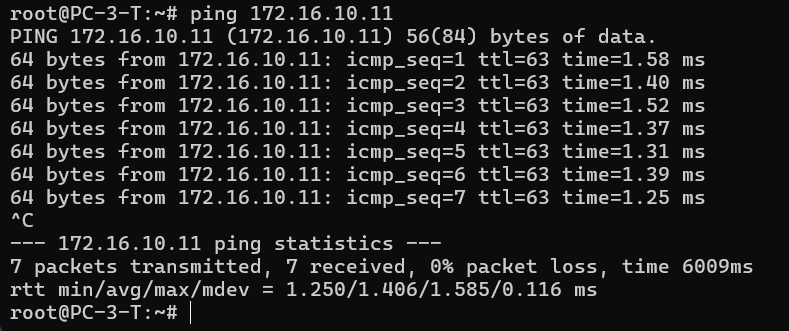 root@PC-3-T:~# ping 172.16.10.11
PING 172.16.10.11 (172.16.10.11) 56(84) bytes of data.
64 bytes from 172.16.10.11: icmp_seq=1 ttl=63 time=1.58 ms
64 bytes from 172.16.10.11: icmp_seq=2 ttl=63 time=1.40 ms
64 bytes from 172.16.10.11: icmp_seq=3 ttl=63 time=1.52 ms
64 bytes from 172.16.10.11: icmp_seq=4 ttl=63 time=1.37 ms
64 bytes from 172.16.10.11: icmp_seq=5 ttl=63 time=1.31 ms
64 bytes from 172.16.10.11: icmp_seq=6 ttl=63 time=1.39 ms
64 bytes from 172.16.10.11: icmp_seq=7 ttl=63 time=1.25 ms
^C
--- 172.16.10.11 ping statistics ---
7 packets transmitted, 7 received, 0% packet loss, time 6009ms
rtt min/avg/max/mdev = 1.250/1.406/1.585/0.116 ms
root@PC-3-T:~#